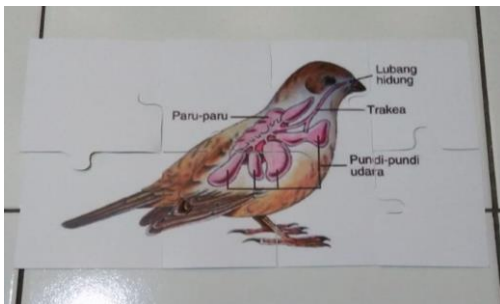 Lubang
hidung
Paru-paru
Trakea
Pundi-pundi
udara